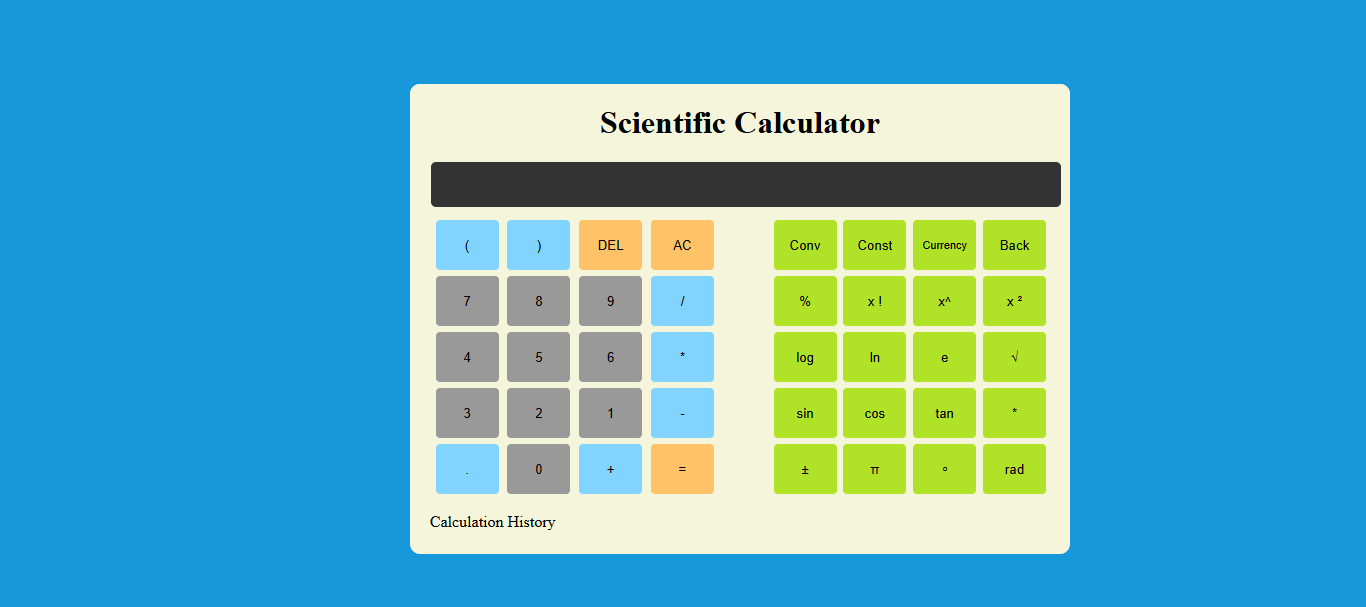 Scientific Calculator
( ) DEL AC Conv Const Currency Back
7 8 9 / % x ! x^ x ²
4 5 6 * log ln e √
3 2 1 - sin cos tan *
. 0 + = ± π ° rad
Calculation History